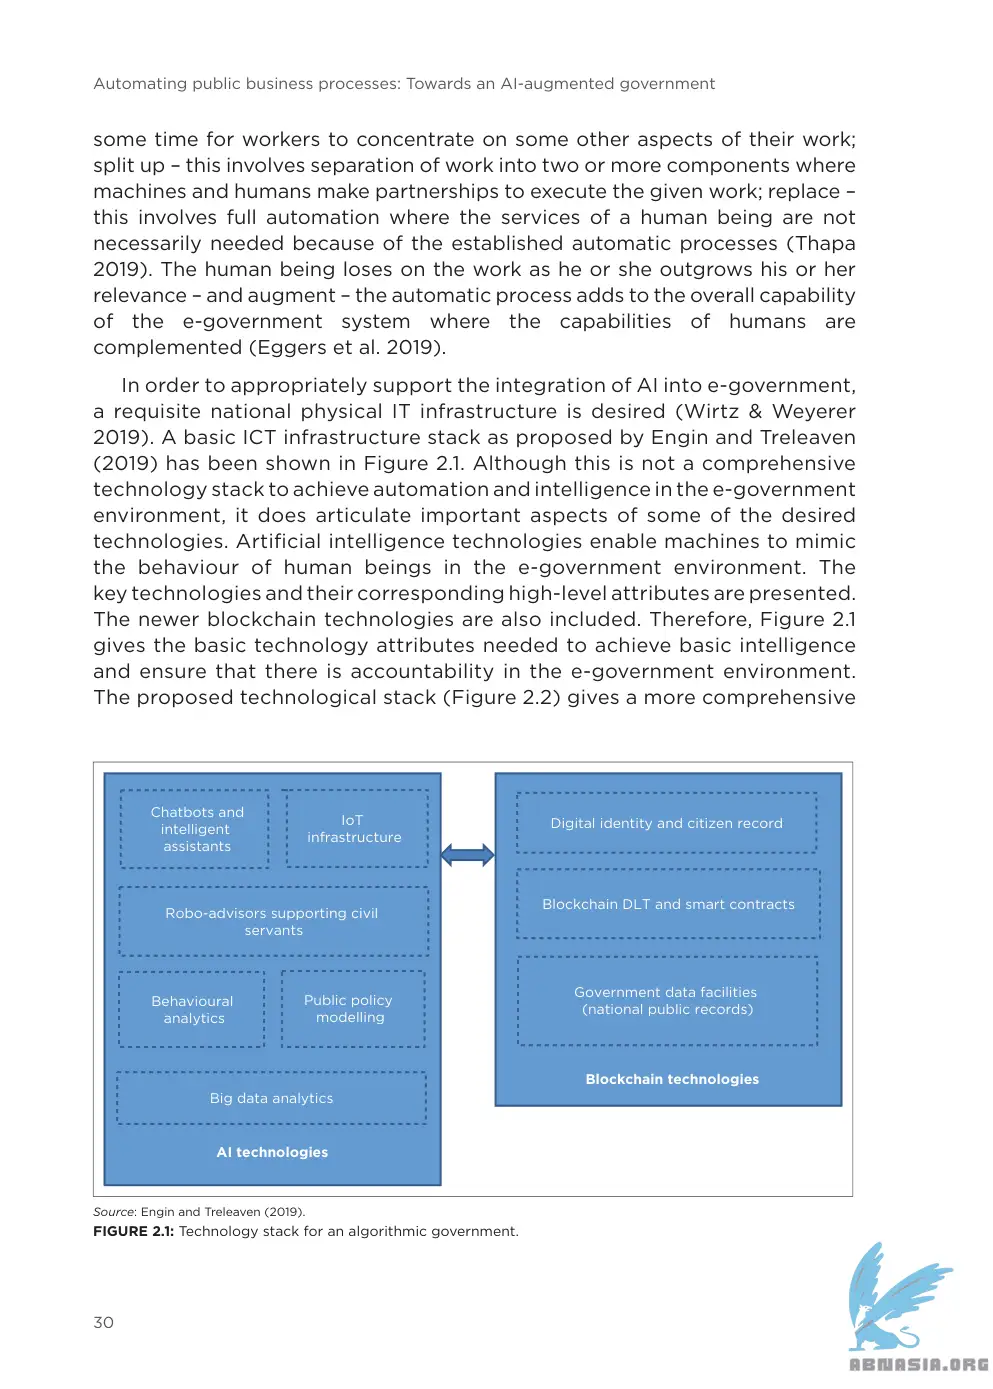 Automating public business processes: Towards an AI-augmented government
some time for workers to concentrate on some other aspects of their work;
split up – this involves separation of work into two or more components where
machines and humans make partnerships to execute the given work; replace –
this involves full automation where the services of a human being are not
necessarily needed because of the established automatic processes (Thapa
2019). The human being loses on the work as he or she outgrows his or her
relevance – and augment – the automatic process adds to the overall capability
of the e-government system where the capabilities of humans are
complemented (Eggers et al. 2019).
In order to appropriately support the integration of AI into e-government,
a requisite national physical IT infrastructure is desired (Wirtz & Weyerer
2019). A basic ICT infrastructure stack as proposed by Engin and Treleaven
(2019) has been shown in Figure 2.1. Although this is not a comprehensive
technology stack to achieve automation and intelligence in the e-government
environment, it does articulate important aspects of some of the desired
technologies. Artificial intelligence technologies enable machines to mimic
the behaviour of human beings in the e-government environment. The
key technologies and their corresponding high-level attributes are presented.
The newer blockchain technologies are also included. Therefore, Figure 2.1
gives the basic technology attributes needed to achieve basic intelligence
and ensure that there is accountability in the e-government environment.
The proposed technological stack (Figure 2.2) gives a more comprehensive
Chatbots and
intelligent
assistants
IoT
infrastructure
Robo-advisors supporting civil
servants
Behavioural
analytics
Public policy
modelling
Big data analytics
AI technologies
Digital identity and citizen record
Blockchain DLT and smart contracts
Government data facilities
(national public records)
Blockchain technologies
Source: Engin and Treleaven (2019).
FIGURE 2.1: Technology stack for an algorithmic government.
30
ABNASIA.ORG